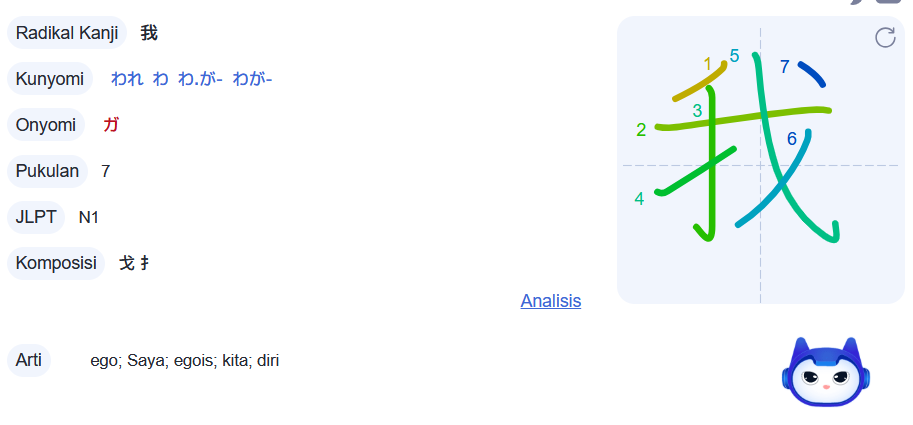 Radikal Kanji 我
Kunyomi われ わ わ.が- わが-
Onyomi ガ
Pukulan 7
JLPT N1
Komposisi 戈 扌
Analisis
Arti ego; Saya; egois; kita; diri
1 5 7
3
2
6
4